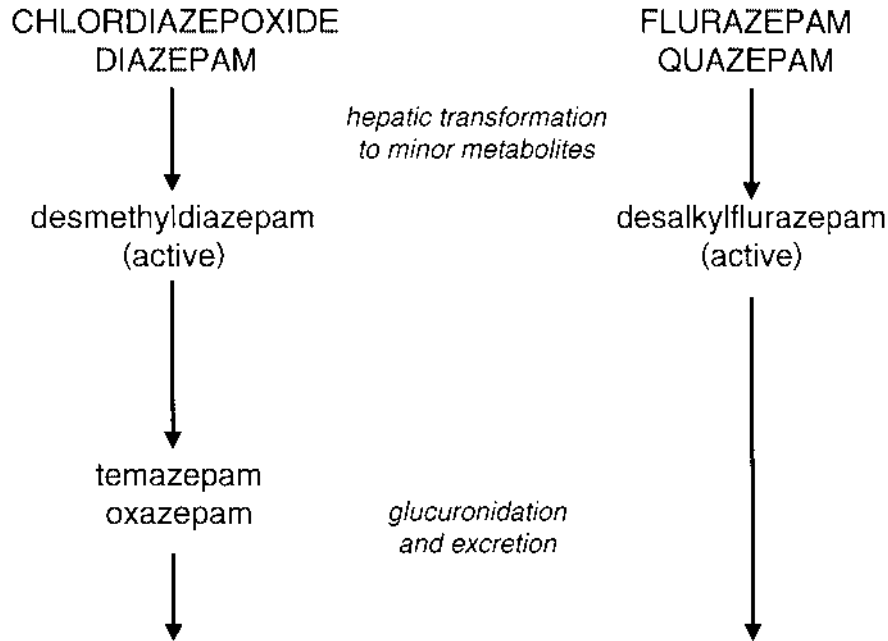 CHLORDIAZEPOXIDE
DIAZEPAM
FLURAZEPAM
QUAZEPAM
hepatic transformation
to minor metabolites
desmethyldiazepam
(active)
desalkylflurazepam
(active)
temazepam
oxazepam
glucuronidation
and excretion